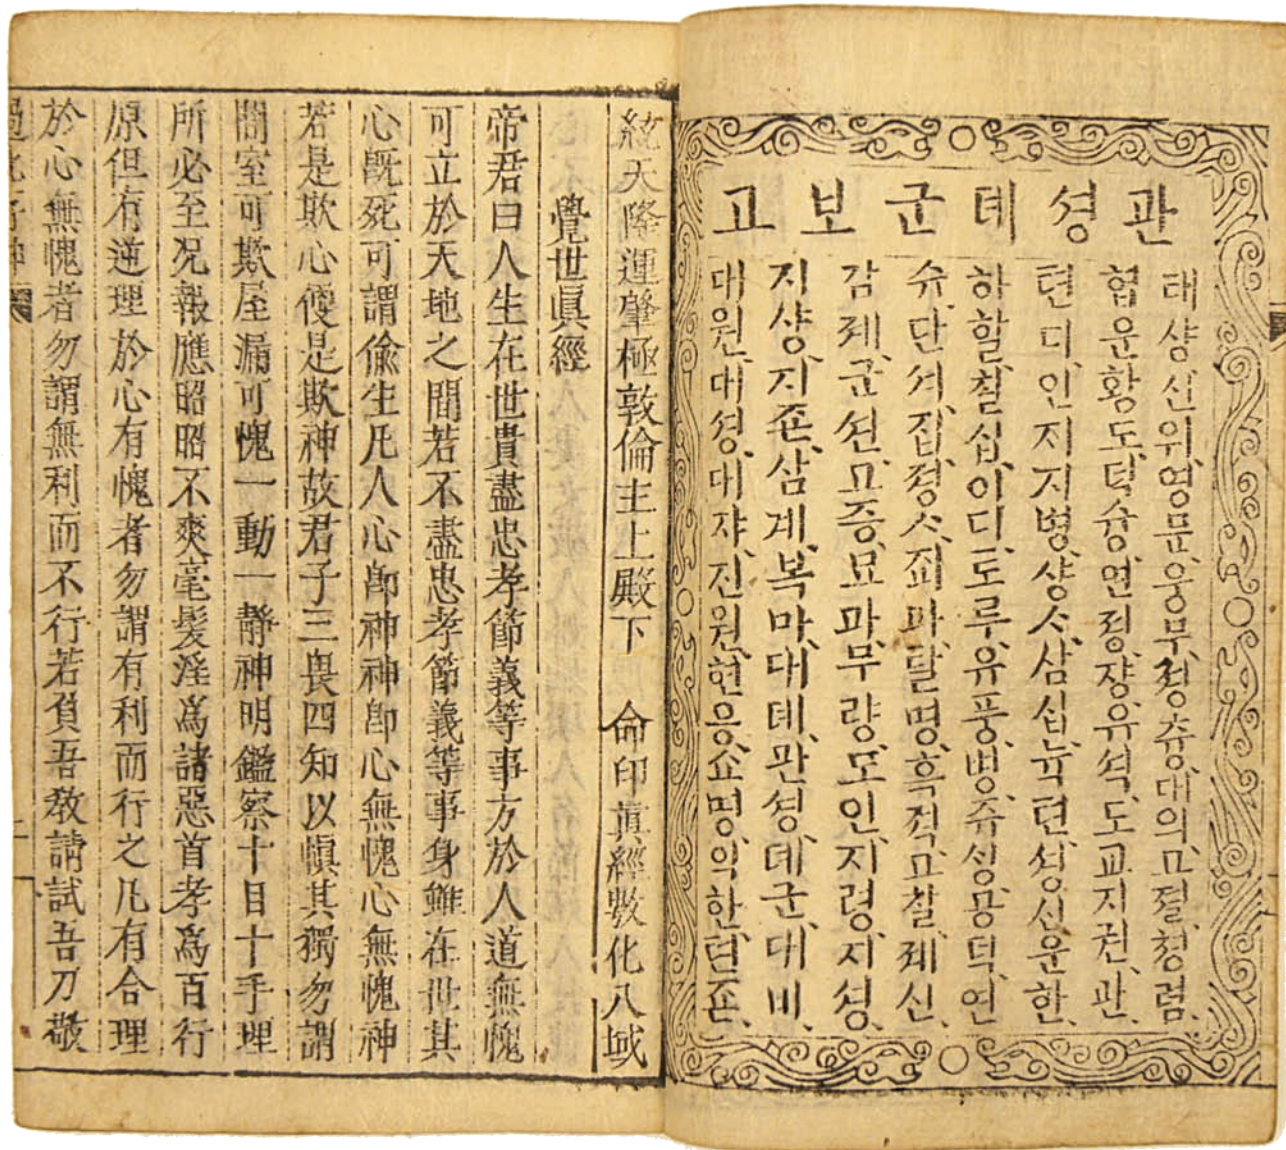 관셩뎨군보고
태샹신위영문웅무졍츙대의고졀쳥렴
협운황도덕슝연졍쟝유셕도교지권관
텬디인지지병샹ᄉ삼십뉵텬셩신운한
하할칠십이디도루유풍병쥬싱공덕연
슈단셔집졍ᄉ죄파달명흑젹고찰졔신
감졔군션고증묘파무량모인지령지셩
지샹지죤삼계복마대뎨관셩뎨군대비
대원대셩대쟈진원현응쇼명익한텬죤
統天隆運肇極敦倫主上殿下 命印眞經敷化八域
覺世眞經
帝君曰人生在世貴盡忠孝節義等事方於人道無愧
可立於天地之間若不盡忠孝節義等事身雖在世其
心旣死可謂偸生凡人心卽神神卽心無愧心無愧神
若是欺心便是欺神故君子三畏四知以愼其獨勿謂
闇室可欺屋漏可愧一動一靜神明鑑察十目十手理
所必至况報應昭昭不爽毫髮淫爲諸惡首孝爲百行
原但有逆理於心有愧者勿謂有利而行之凡有合理
於心無愧者勿謂無利而不行若負吾敎請試吾刀敬